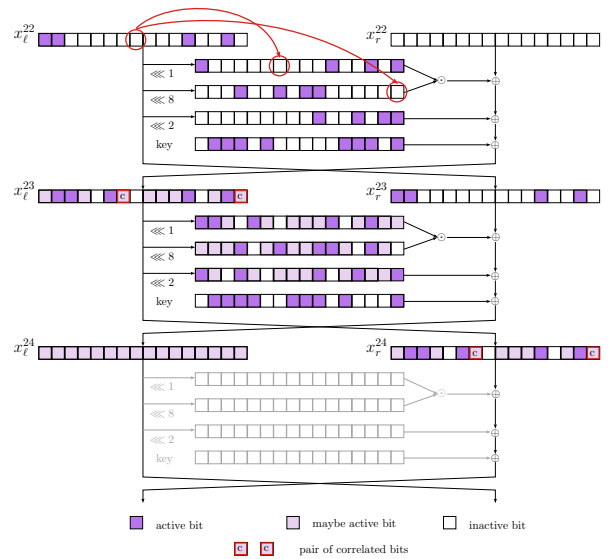 x_ℓ^22 x_r^22
⋘ 1
⊙ ⊕
⋘ 8
⋘ 2 ⊕
key ⊕
x_ℓ^23 c c x_r^23
⋘ 1
⊙ ⊕
⋘ 8
⋘ 2 ⊕
key ⊕
x_ℓ^24 x_r^24 c c
⋘ 1
⊙ ⊕
⋘ 8
⋘ 2 ⊕
key ⊕
active bit maybe active bit inactive bit
c c pair of correlated bits